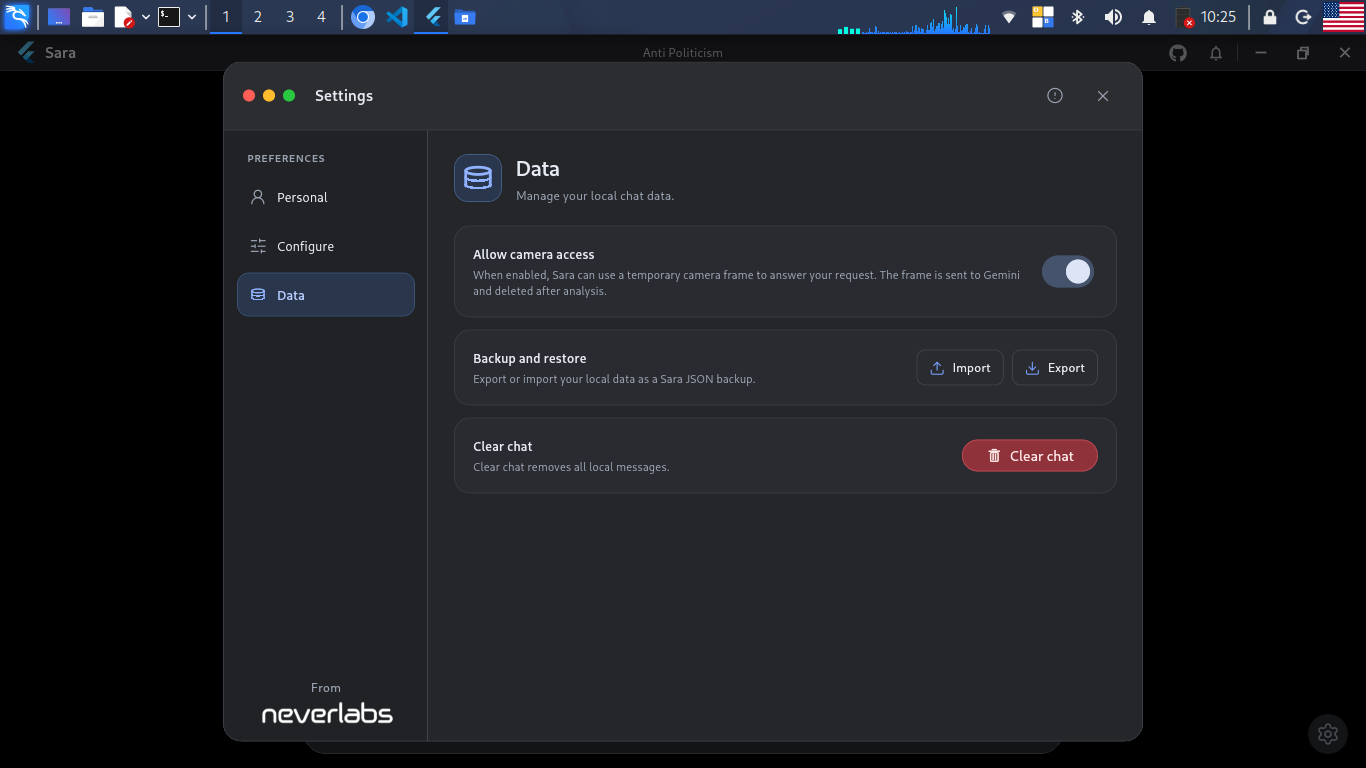 1 2 3 4
10:25
Sara
Anti Politicism
Settings
PREFERENCES
Personal
Configure
Data
Data
Manage your local chat data.
Allow camera access
When enabled, Sara can use a temporary camera frame to answer your request. The frame is sent to Gemini
and deleted after analysis.
Backup and restore
Export or import your local data as a Sara JSON backup.
Import
Export
Clear chat
Clear chat removes all local messages.
Clear chat
From
neverlabs